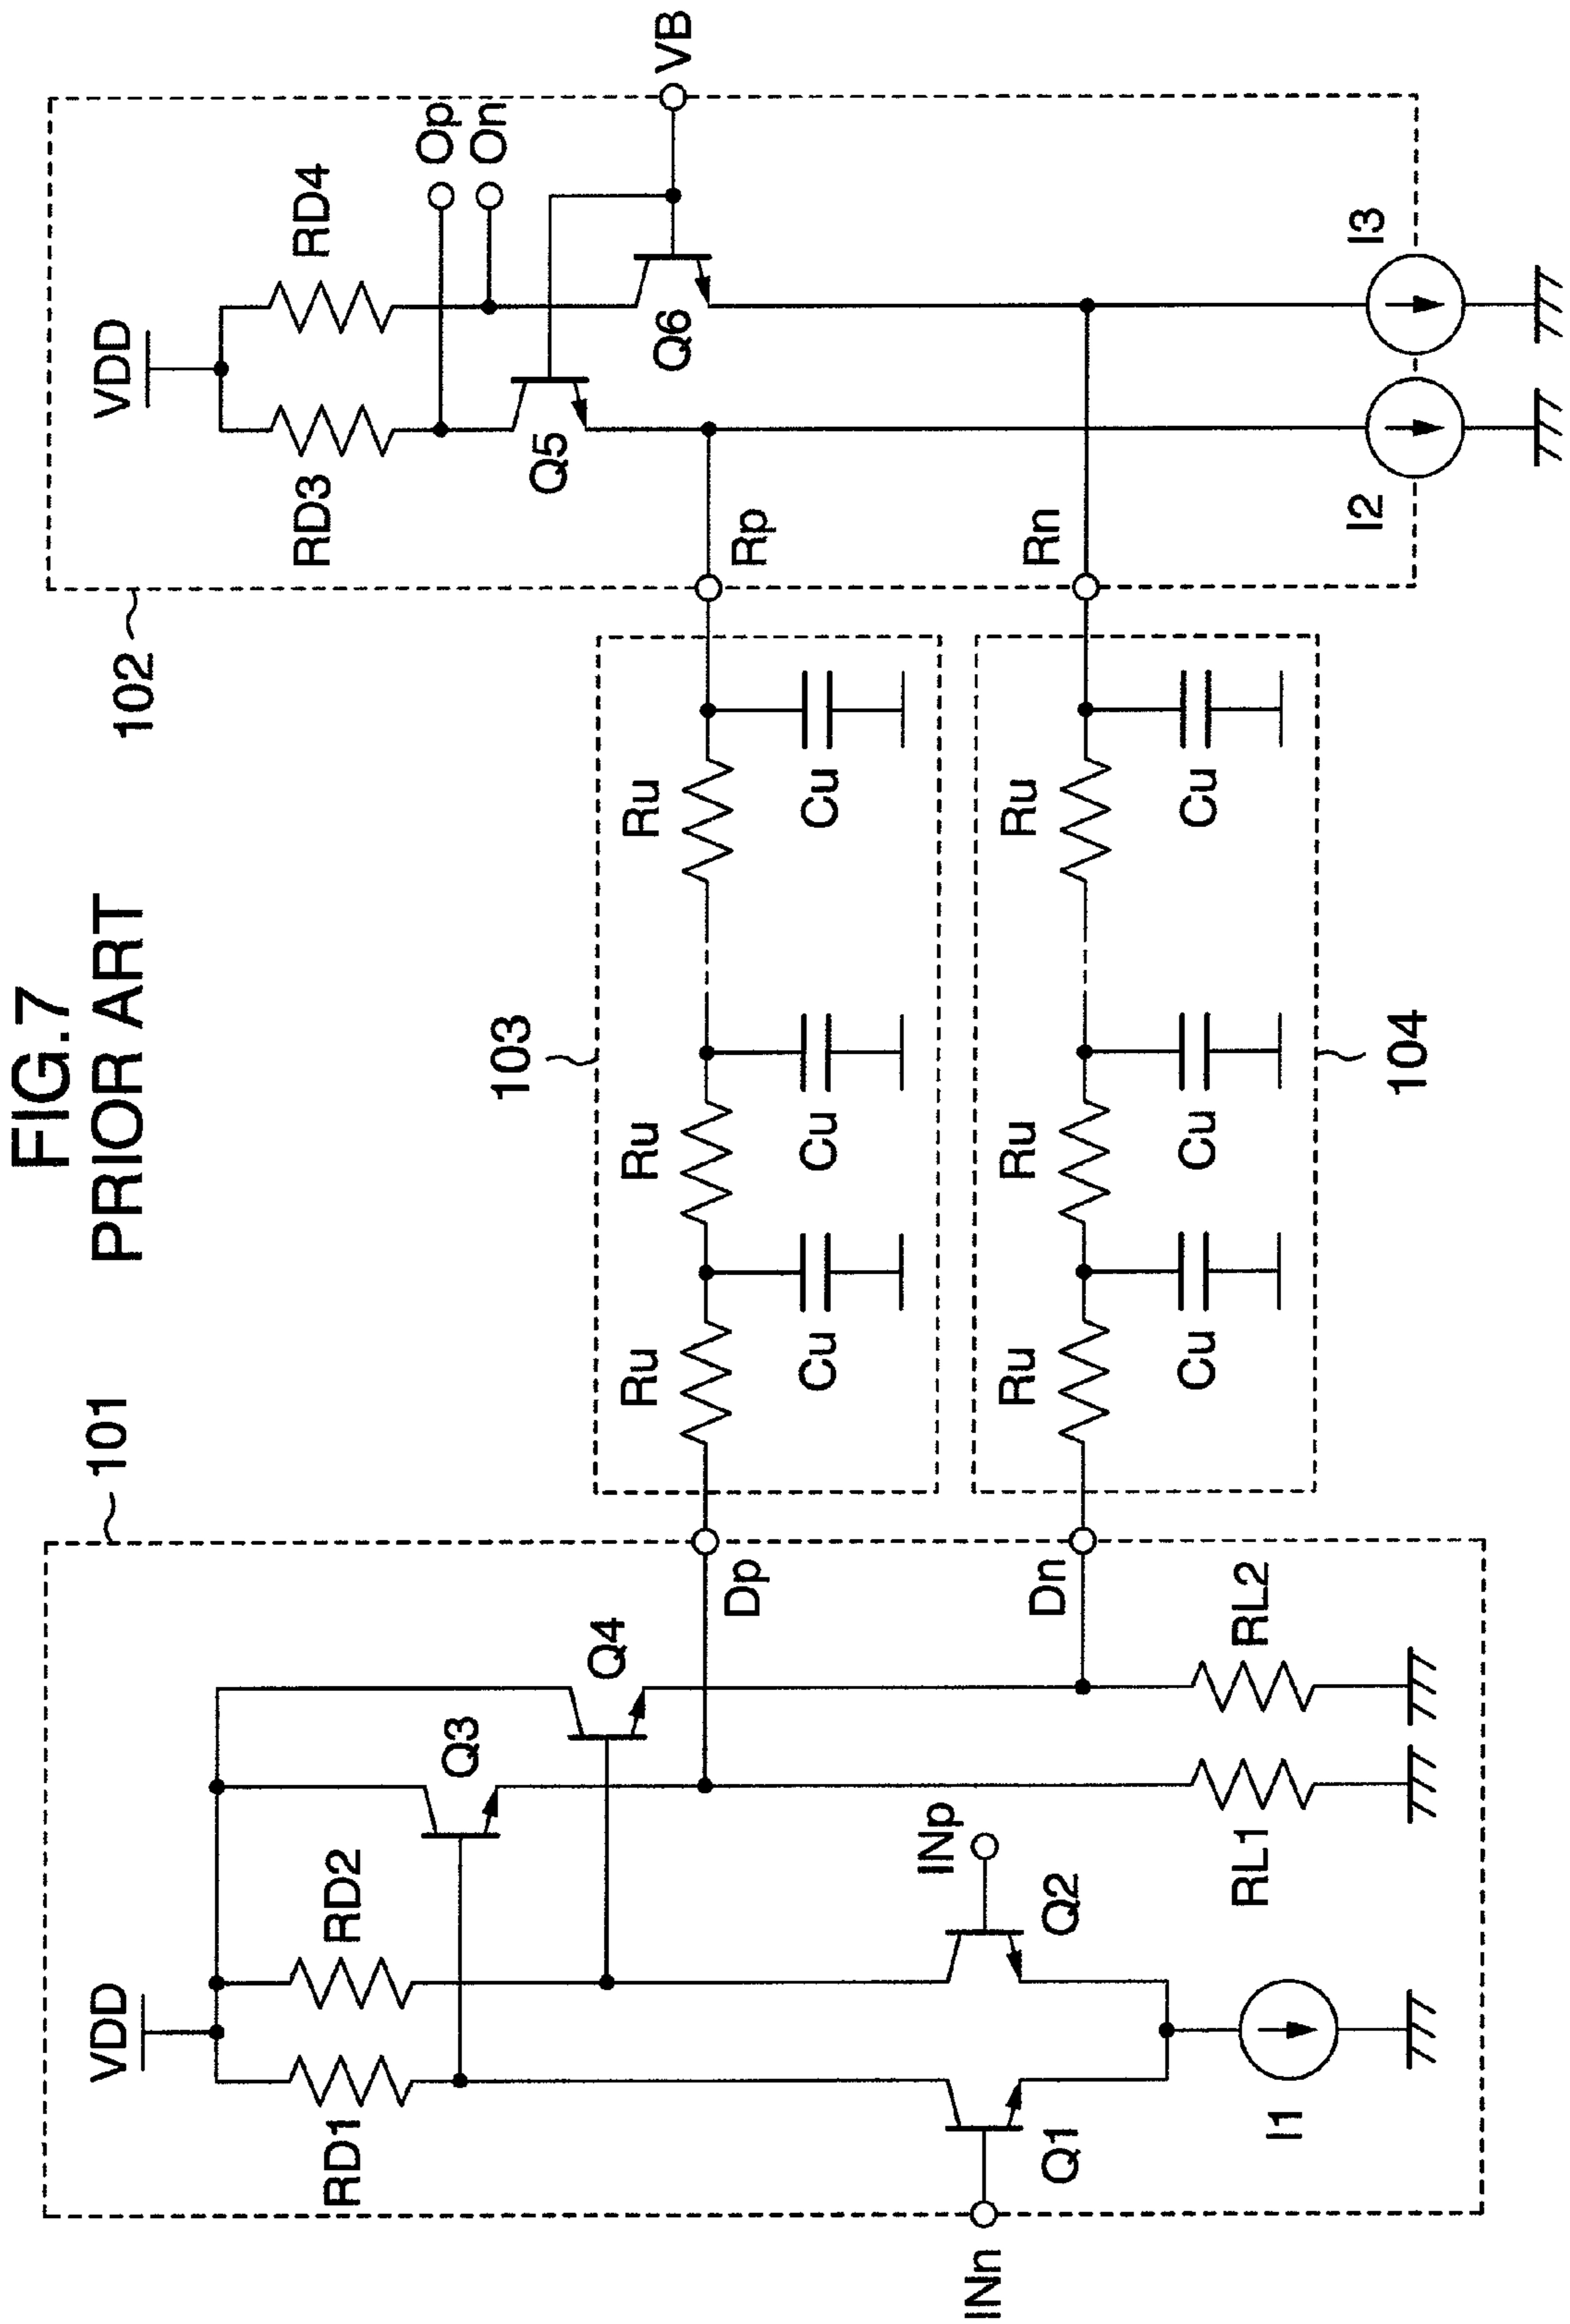 FIG.7
PRIOR ART
101
VDD
RD1
RD2
Q3
Q4
Dp
Dn
INn
Q1
INp
Q2
I1
RL1
RL2
103
Ru
Ru
Ru
Cu
Cu
Cu
104
Ru
Ru
Ru
Cu
Cu
Cu
102
VDD
RD3
RD4
Op
On
Q5
Q6
VB
Rp
Rn
I2
I3